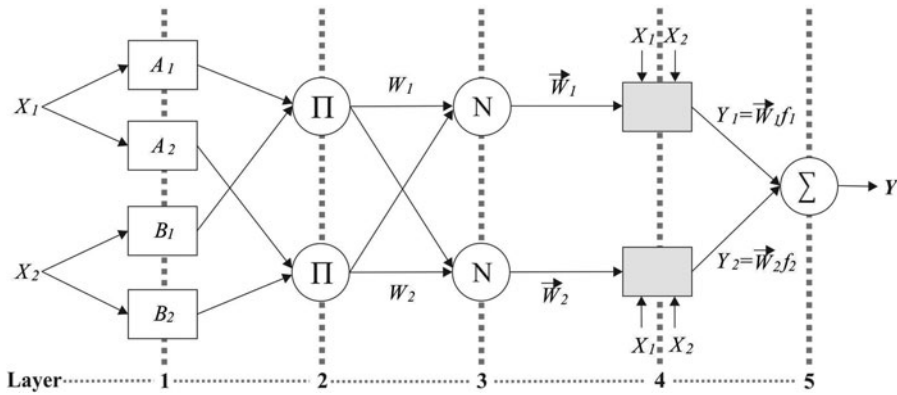 X₁ X₂
A₁
W₁
W⃗₁
X₁
Π
N
Y₁=W⃗₁f₁
A₂
∑
Y
B₁
X₂
Y₂=W⃗₂f₂
Π
N
W₂
W⃗₂
B₂
X₁ X₂
Layer 1 2 3 4 5